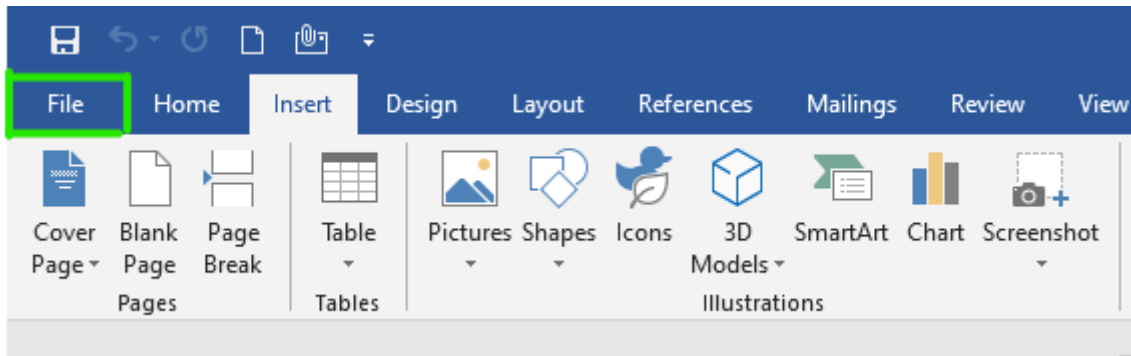 File Home Insert Design Layout References Mailings Review View
Cover Blank Page Table Pictures Shapes Icons 3D SmartArt Chart Screenshot
Page Page Break Models
Pages Tables Illustrations